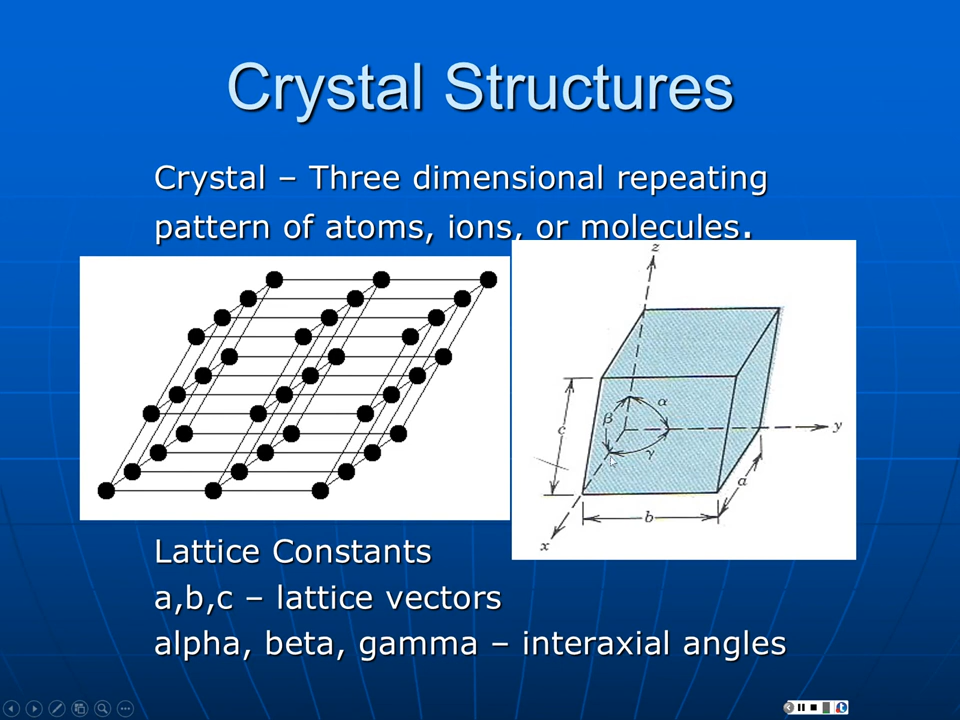 Crystal Structures
Crystal – Three dimensional repeating
pattern of atoms, ions, or molecules.
z
α
β
c
y
γ
a
b
x
Lattice Constants
a,b,c – lattice vectors
alpha, beta, gamma – interaxial angles